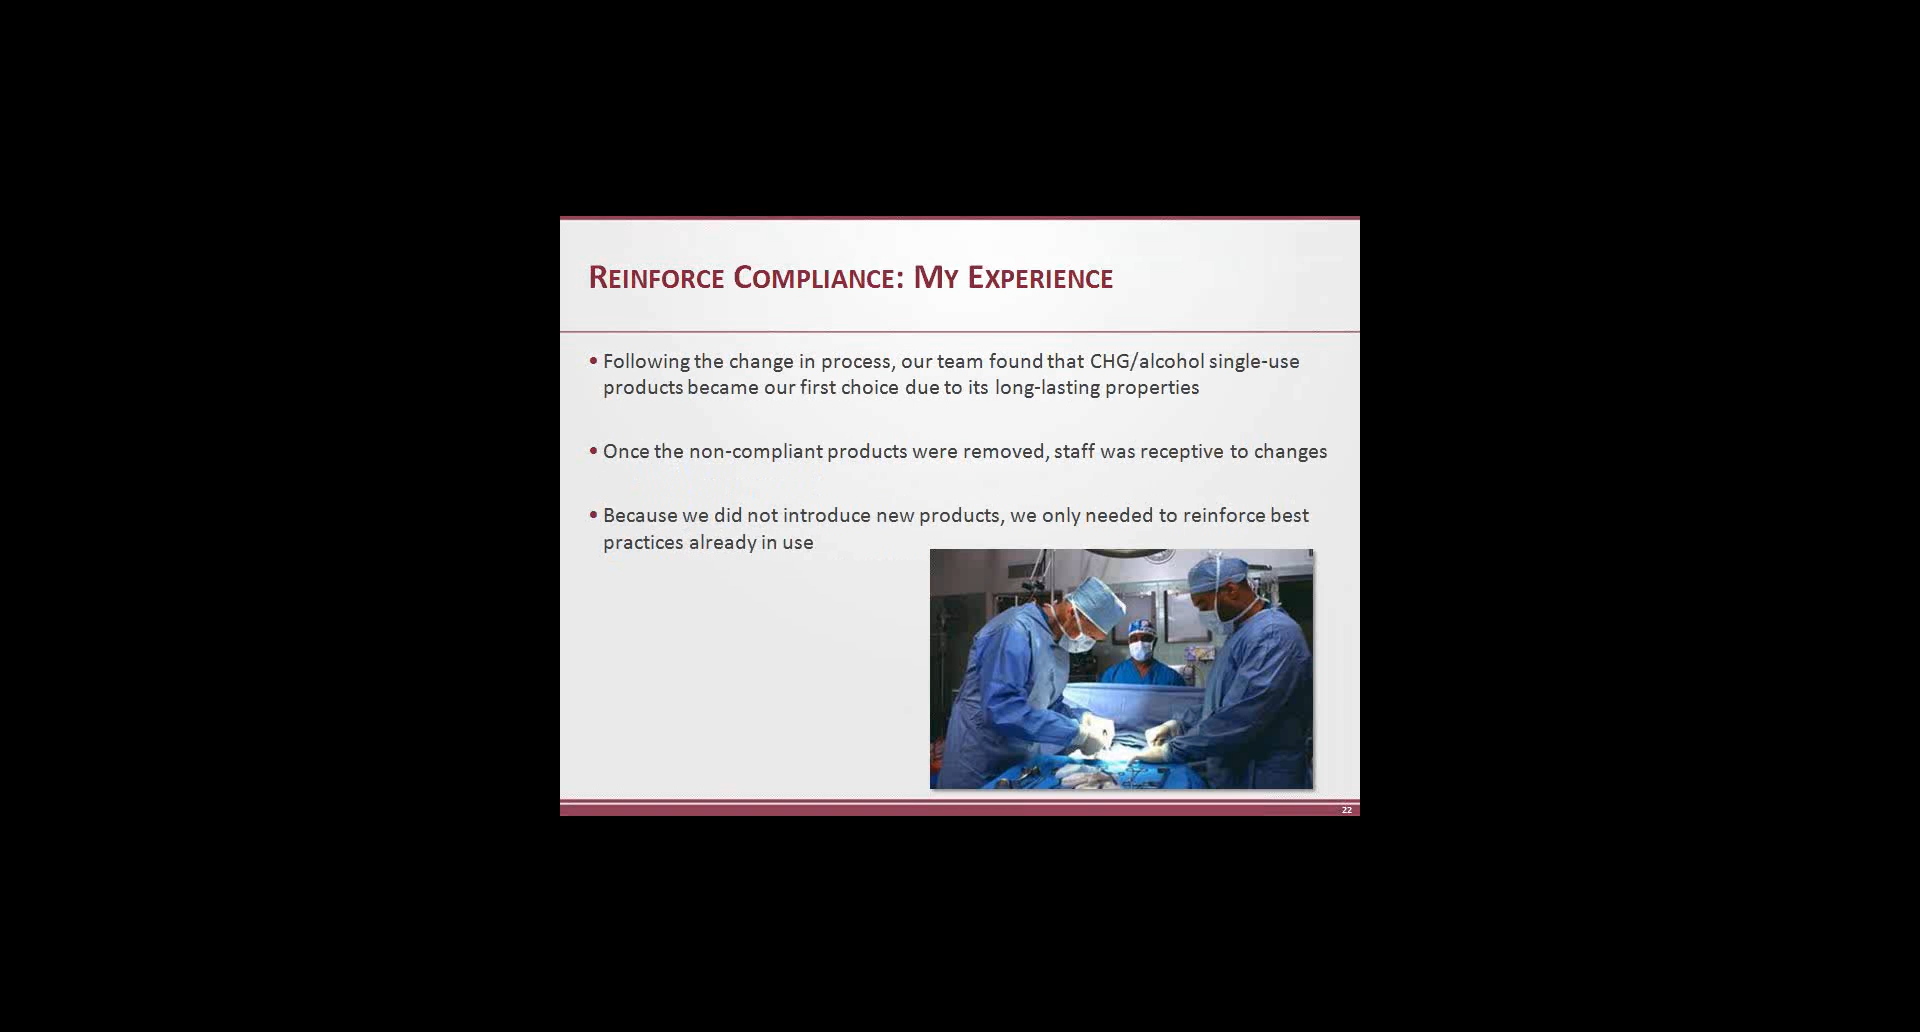 REINFORCE COMPLIANCE: MY EXPERIENCE
• Following the change in process, our team found that CHG/alcohol single-use
products became our first choice due to its long-lasting properties
• Once the non-compliant products were removed, staff was receptive to changes
• Because we did not introduce new products, we only needed to reinforce best
practices already in use
22